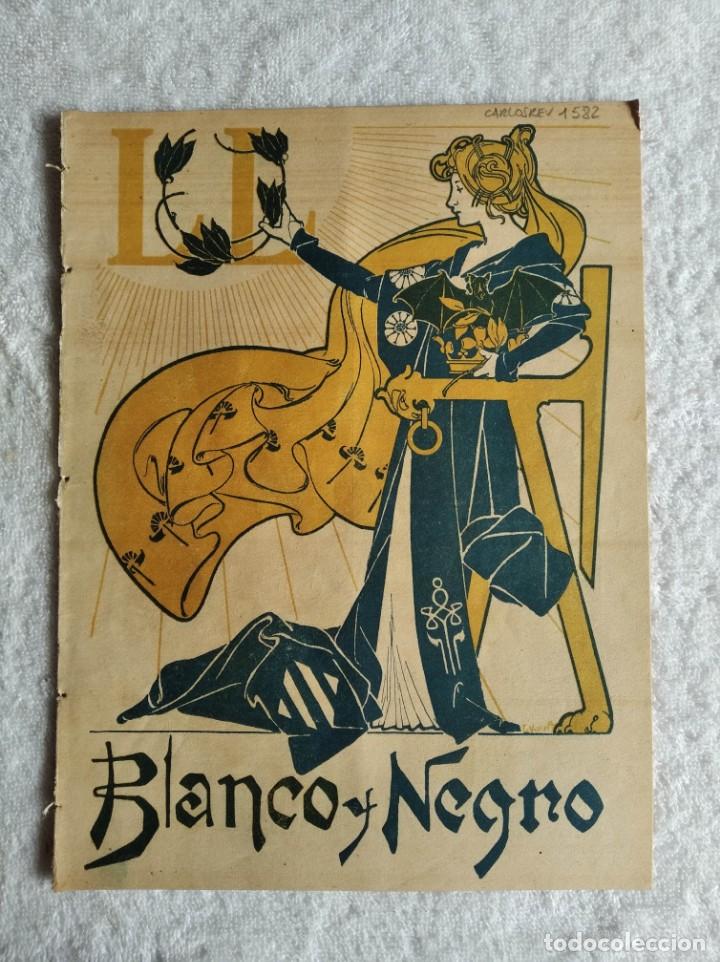 CARLOSREV 1582
LL
Blanco y Negro
todocoleccion